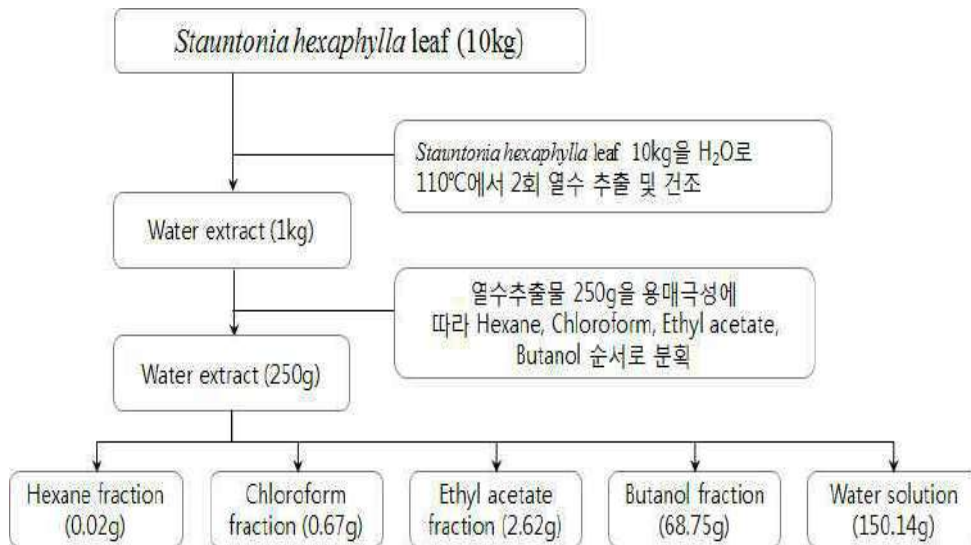 Stauntonia hexaphylla leaf (10kg)
Stauntonia hexaphylla leaf 10kg을 H₂O로
110℃에서 2회 열수 추출 및 건조
Water extract (1kg)
열수추출물 250g을 용매극성에
따라 Hexane, Chloroform, Ethyl acetate,
Butanol 순서로 분획
Water extract (250g)
Hexane fraction
(0.02g)
Chloroform
fraction (0.67g)
Ethyl acetate
fraction (2.62g)
Butanol fraction
(68.75g)
Water solution
(150.14g)